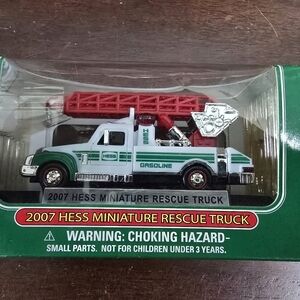 HESS
HESS
GASOLINE
2007 HESS MINIATURE RESCUE TRUCK
2007 HESS MINIATURE RESCUE TRUCK
WARNING: CHOKING HAZARD-
SMALL PARTS. NOT FOR CHILDREN UNDER 3 YEARS.